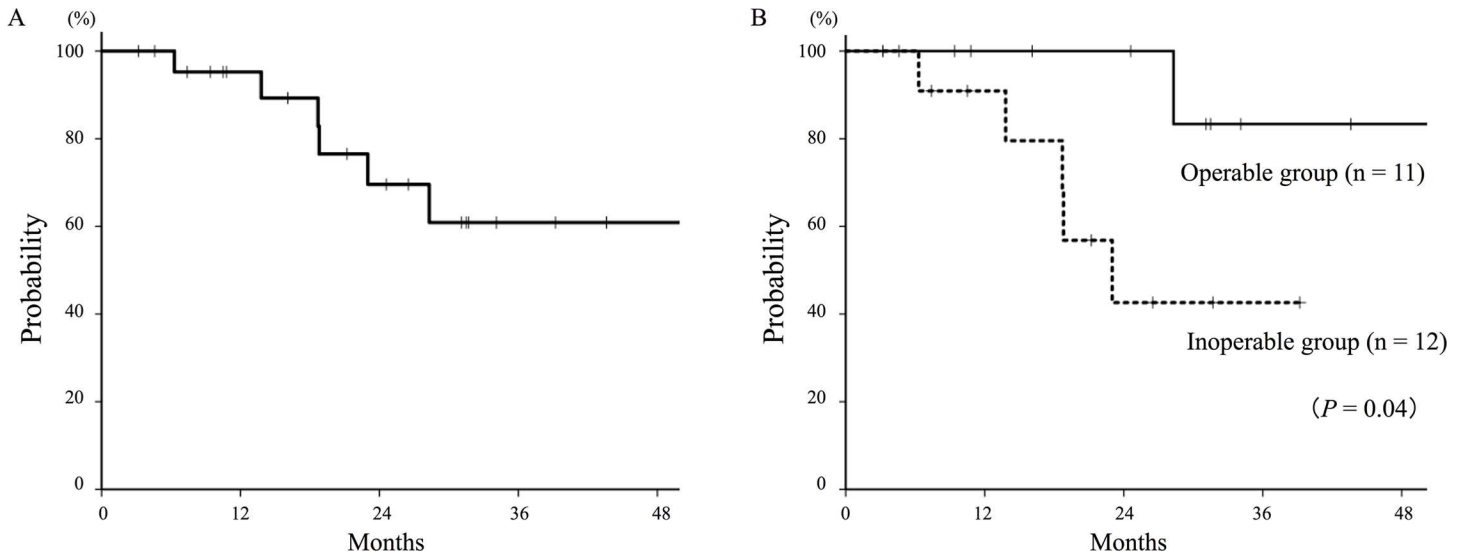 A
(%)
100
80
60
40
20
0
Probability
0 12 24 36 48
Months
B
(%)
100
80
60
40
20
0
Probability
Operable group (n = 11)
Inoperable group (n = 12)
(P = 0.04)
0 12 24 36 48
Months